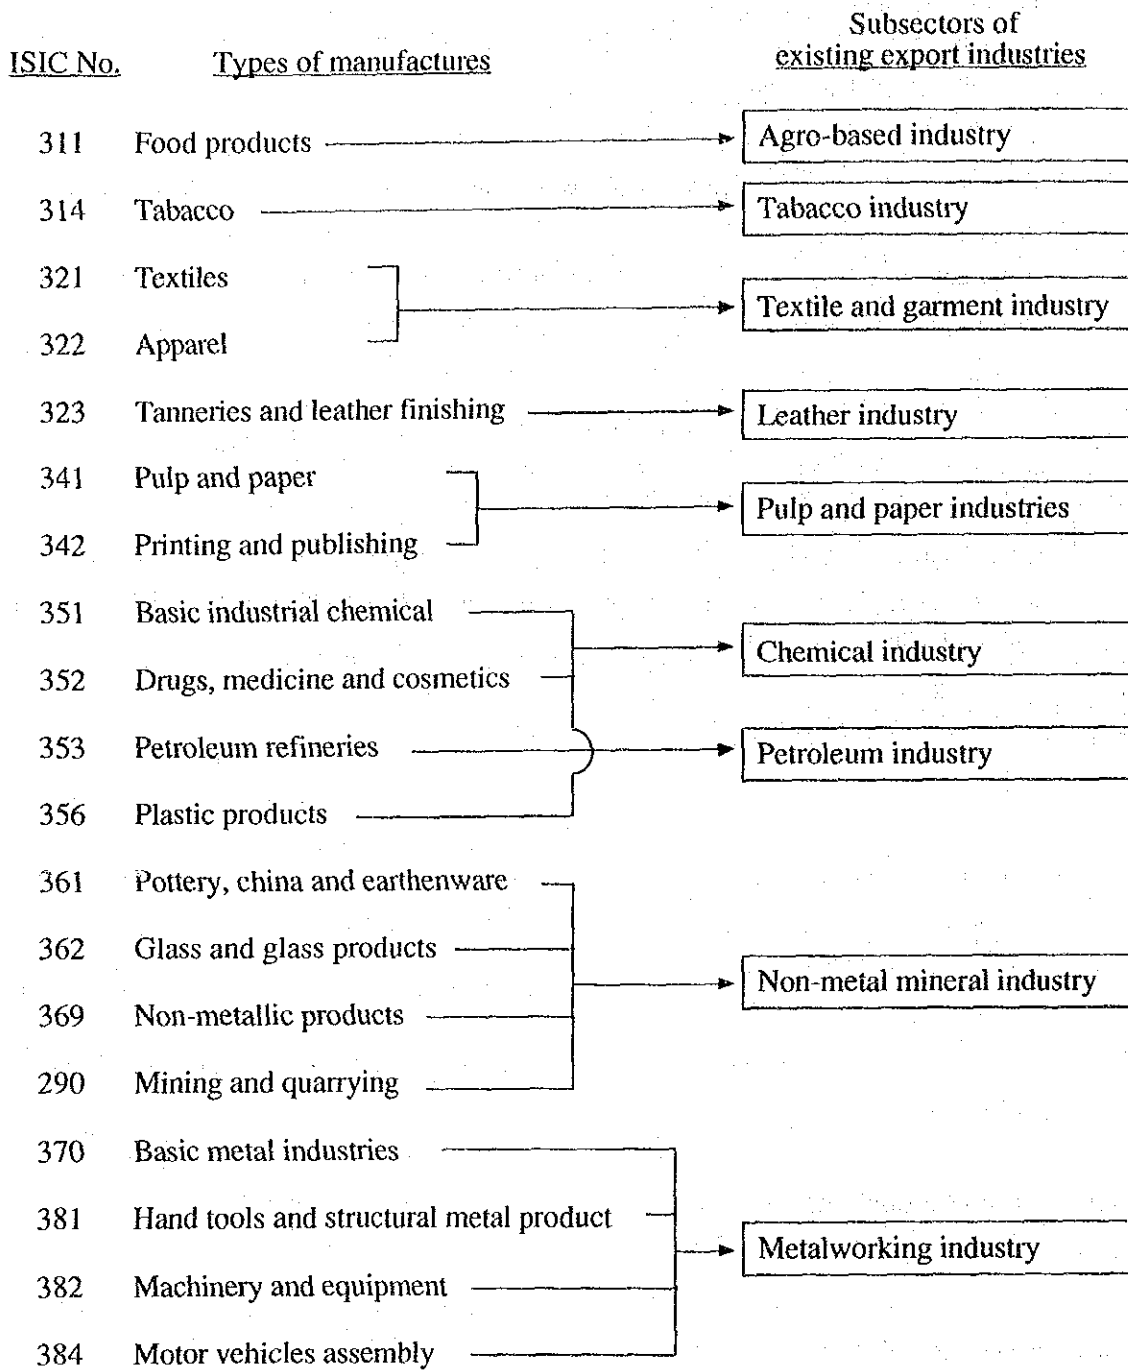 Subsectors of
ISIC No. Types of manufactures existing export industries
311 Food products Agro-based industry
314 Tabacco Tabacco industry
321 Textiles
Textile and garment industry
322 Apparel
323 Tanneries and leather finishing Leather industry
341 Pulp and paper
Pulp and paper industries
342 Printing and publishing
351 Basic industrial chemical
Chemical industry
352 Drugs, medicine and cosmetics
353 Petroleum refineries Petroleum industry
356 Plastic products
361 Pottery, china and earthenware
362 Glass and glass products
Non-metal mineral industry
369 Non-metallic products
290 Mining and quarrying
370 Basic metal industries
381 Hand tools and structural metal product
Metalworking industry
382 Machinery and equipment
384 Motor vehicles assembly